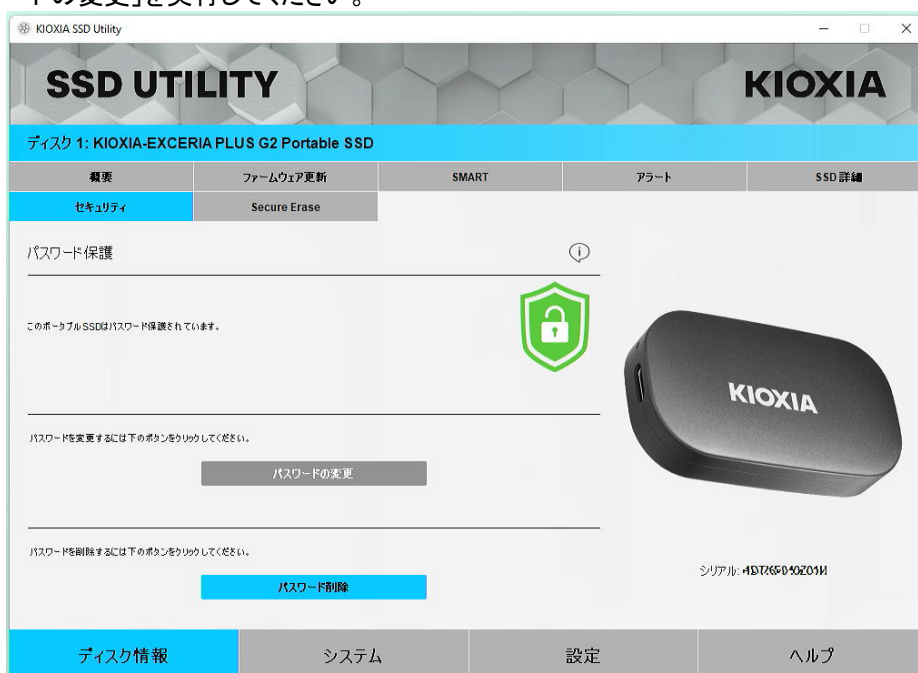 ドの変更」を実行してください。
KIOXIA SSD Utility
SSD UTILITY
KIOXIA
ディスク 1: KIOXIA-EXCERIA PLUS G2 Portable SSD
概要 ファームウェア更新 SMART アラート SSD 詳細
セキュリティ Secure Erase
パスワード保護
このポータブルSSDはパスワード保護されています。
KIOXIA
パスワードを変更するには下のボタンをクリックしてください。
パスワードの変更
パスワードを削除するには下のボタンをクリックしてください。
パスワード削除
シリアル:
ディスク情報 システム 設定 ヘルプ